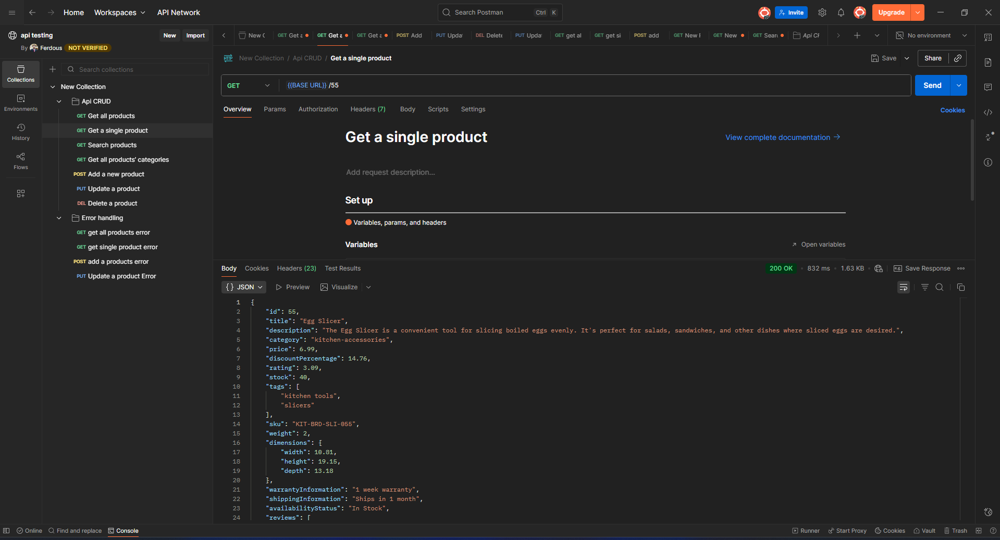 Home Workspaces API Network Search Postman Ctrl K Invite Upgrade
api testing New Import
By Ferdous NOT VERIFIED
New C GET Get a GET Get a GET Get a POST Add PUT Upda DEL Delete PUT Upda GET get al GET get si POST add GET New GET New GET Sear Api CF No environment
HTTP New Collection / Api CRUD / Get a single product Save Share
Collections
Environments
History
Flows
Search collections
New Collection
Api CRUD
GET Get all products
GET Get a single product
GET Search products
GET Get all products’ categories
POST Add a new product
PUT Update a product
DEL Delete a product
Error handling
GET get all products error
GET get single product error
POST add a products error
PUT Update a product Error
GET {{BASE URL}} /55 Send
Overview Params Authorization Headers (7) Body Scripts Settings Cookies
Get a single product View complete documentation →
Add request description...
Set up
Variables, params, and headers
Variables Open variables
Body Cookies Headers (23) Test Results 200 OK • 832 ms • 1.63 KB • e.g. Save Response
{} JSON Preview Visualize
1 {
2 "id": 55,
3 "title": "Egg Slicer",
4 "description": "The Egg Slicer is a convenient tool for slicing boiled eggs evenly. It's perfect for salads, sandwiches, and other dishes where sliced eggs are desired.",
5 "category": "kitchen-accessories",
6 "price": 6.99,
7 "discountPercentage": 14.76,
8 "rating": 3.09,
9 "stock": 40,
10 "tags": [
11 "kitchen tools",
12 "slicers"
13 ],
14 "sku": "KIT-BRD-SLI-055",
15 "weight": 2,
16 "dimensions": {
17 "width": 10.81,
18 "height": 19.15,
19 "depth": 13.18
20 },
21 "warrantyInformation": "1 week warranty",
22 "shippingInformation": "Ships in 1 month",
23 "availabilityStatus": "In Stock",
24 "reviews": [
Online Find and replace Console Runner Start Proxy Cookies Vault Trash